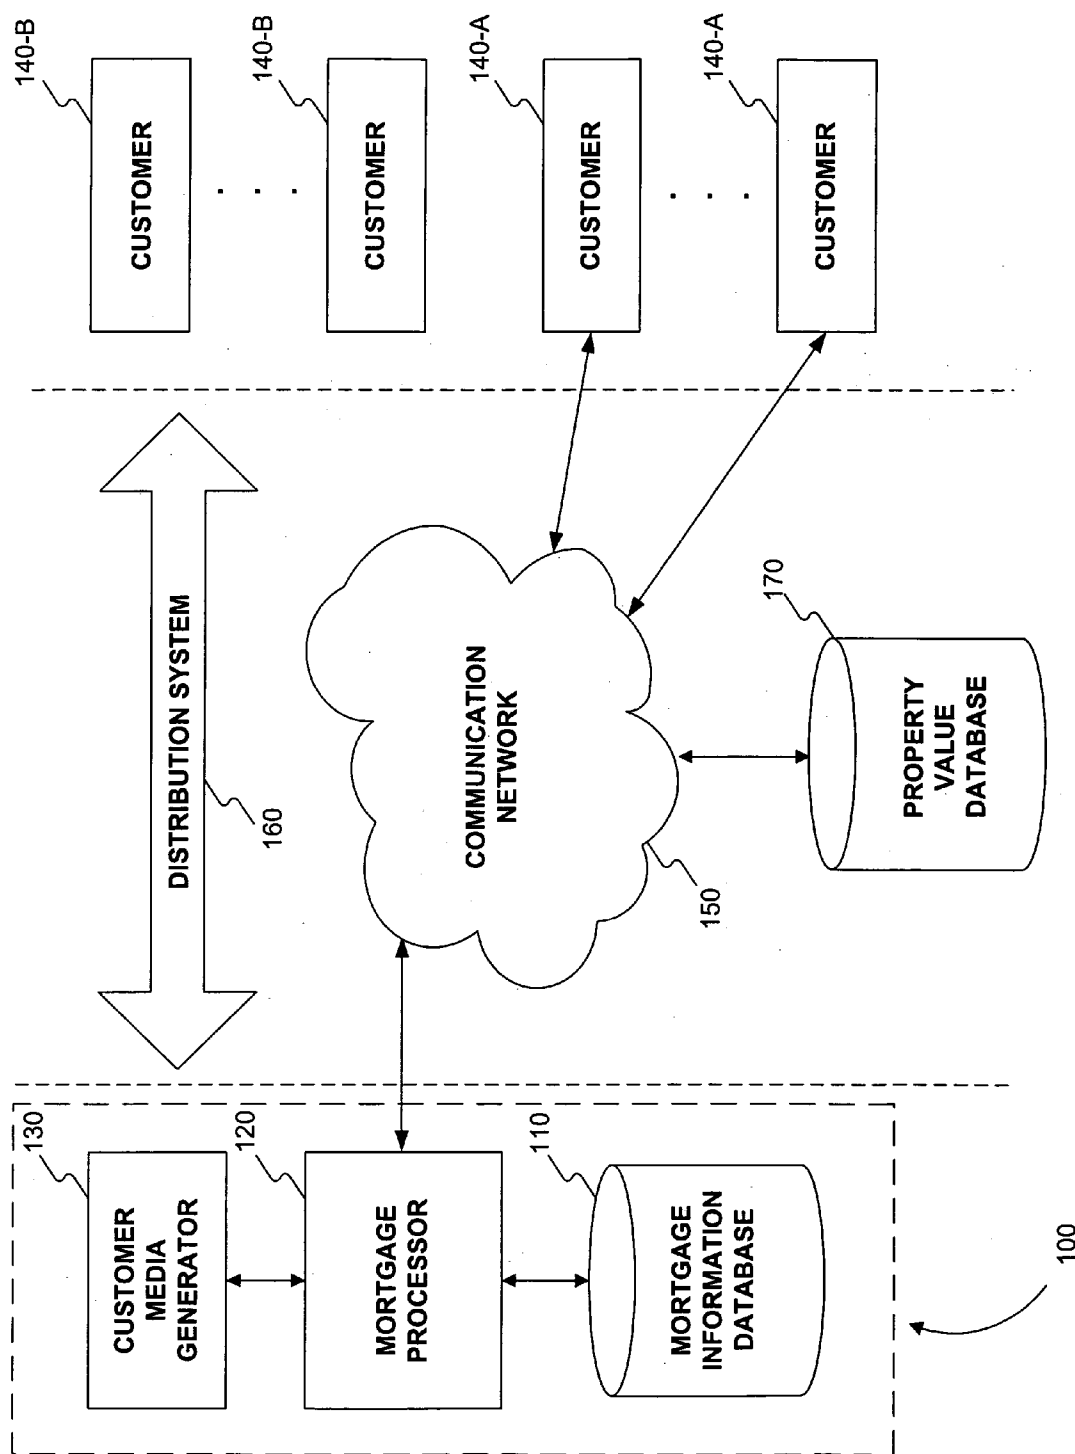 130
CUSTOMER
MEDIA
GENERATOR
120
MORTGAGE
PROCESSOR
110
MORTGAGE
INFORMATION
DATABASE
100
DISTRIBUTION SYSTEM
160
COMMUNICATION
NETWORK
150
170
PROPERTY
VALUE
DATABASE
140-B
CUSTOMER
140-B
CUSTOMER
140-A
CUSTOMER
140-A
CUSTOMER